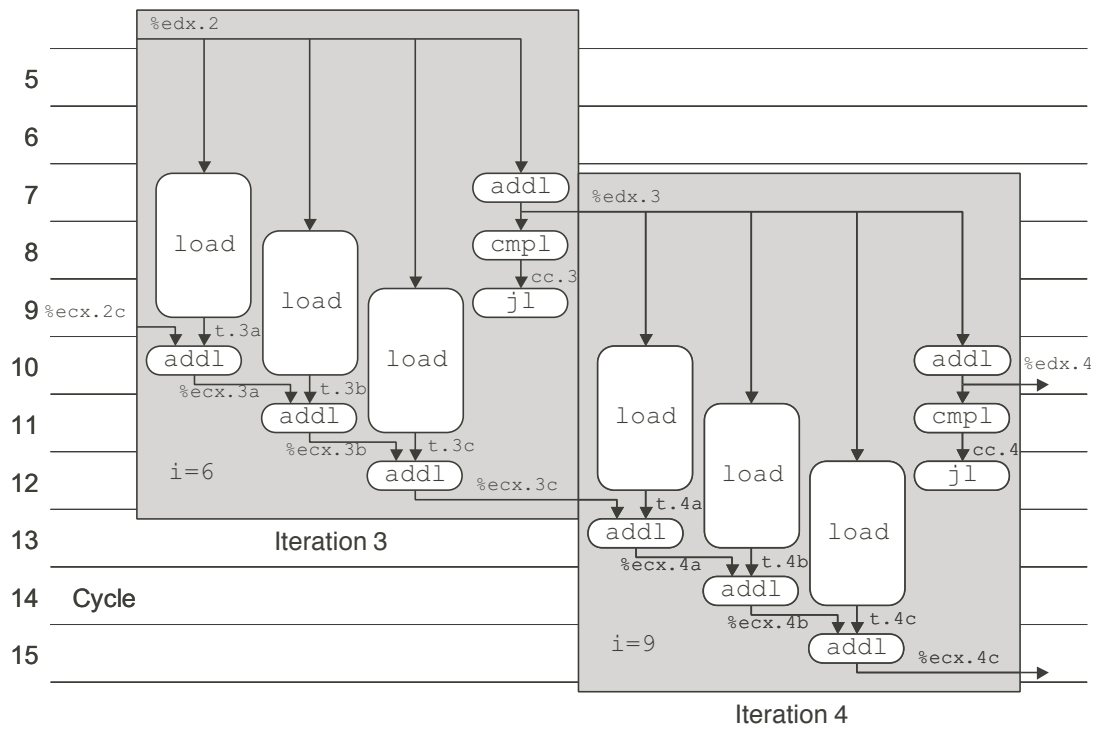 %edx.2
5
6
7
addl
%edx.3
8
load
cmpl
load
cc.3
9
%ecx.2c
jl
t.3a
10
addl
load
addl
%edx.4
%ecx.3a
t.3b
11
addl
load
cmpl
%ecx.3b
t.3c
cc.4
12
i=6
addl
load
jl
%ecx.3c
t.4a
13
addl
load
Iteration 3
%ecx.4a
t.4b
14
Cycle
addl
%ecx.4b
t.4c
15
i=9
addl
%ecx.4c
Iteration 4